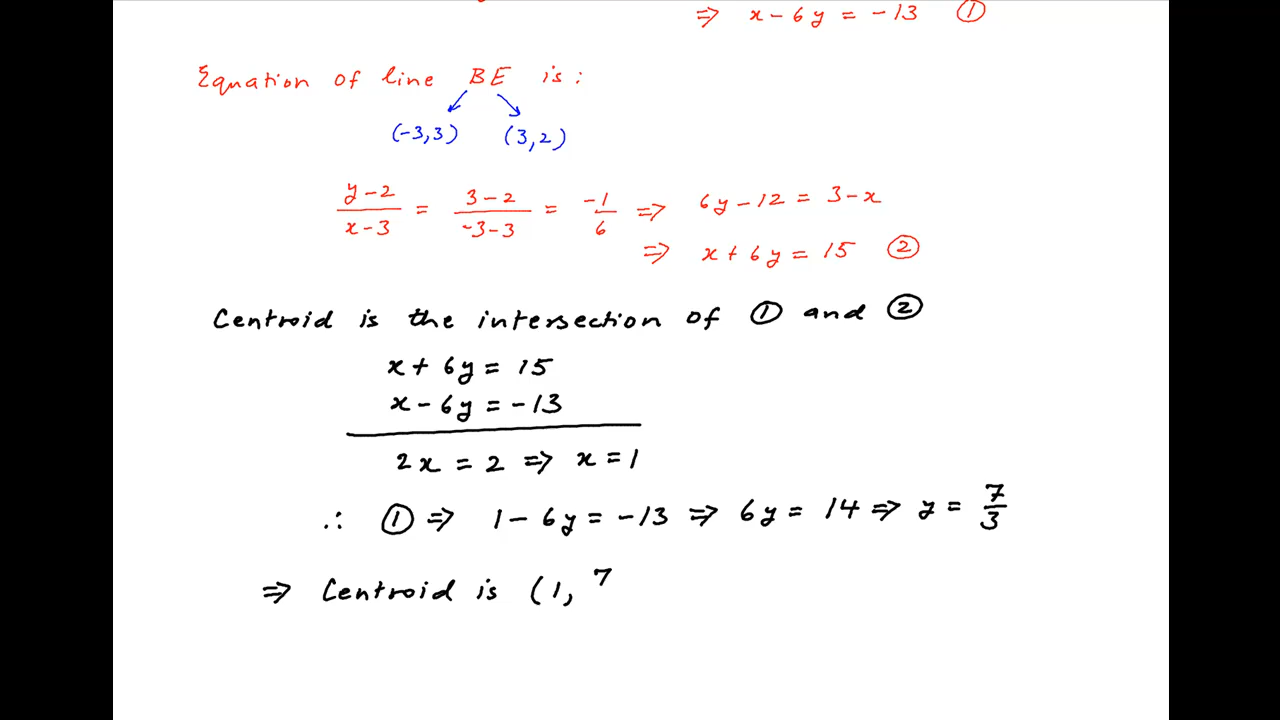 ⇒ x − 6y = −13 ①
Equation of line BE is:
(-3,3) (3,2)
y−2/x−3 = 3−2/-3−3 = −1/6 ⇒ 6y − 12 = 3 − x
⇒ x + 6y = 15 ②
Centroid is the intersection of ① and ②
x + 6y = 15
x − 6y = −13
2x = 2 ⇒ x = 1
∴ ① ⇒ 1 − 6y = −13 ⇒ 6y = 14 ⇒ y = 7/3
⇒ Centroid is (1, 7